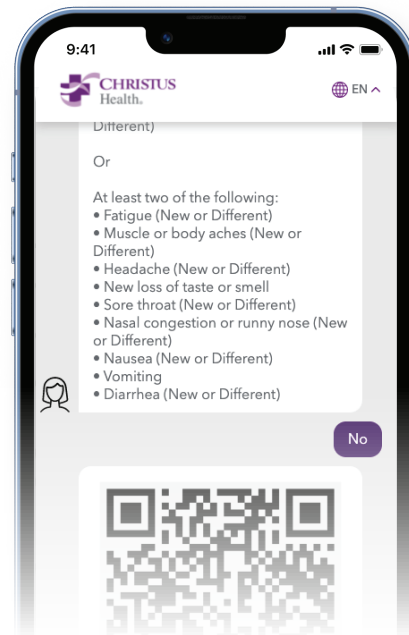 9:41
CHRISTUS
Health.
EN
Different)
Or
At least two of the following:
• Fatigue (New or Different)
• Muscle or body aches (New or
Different)
• Headache (New or Different)
• New loss of taste or smell
• Sore throat (New or Different)
• Nasal congestion or runny nose (New
or Different)
• Nausea (New or Different)
• Vomiting
• Diarrhea (New or Different)
No